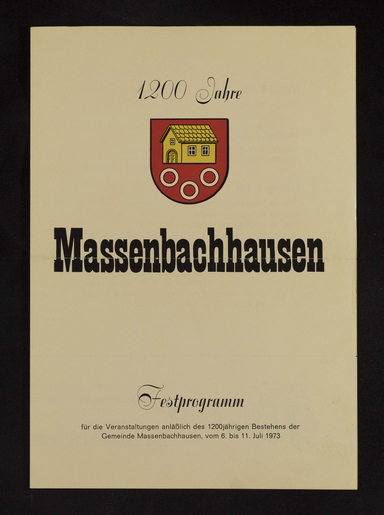 1200 Jahre
Massenbachhausen
Festprogramm
für die Veranstaltungen anläßlich des 1200jährigen Bestehens der
Gemeinde Massenbachhausen, vom 6. bis 11. Juli 1973